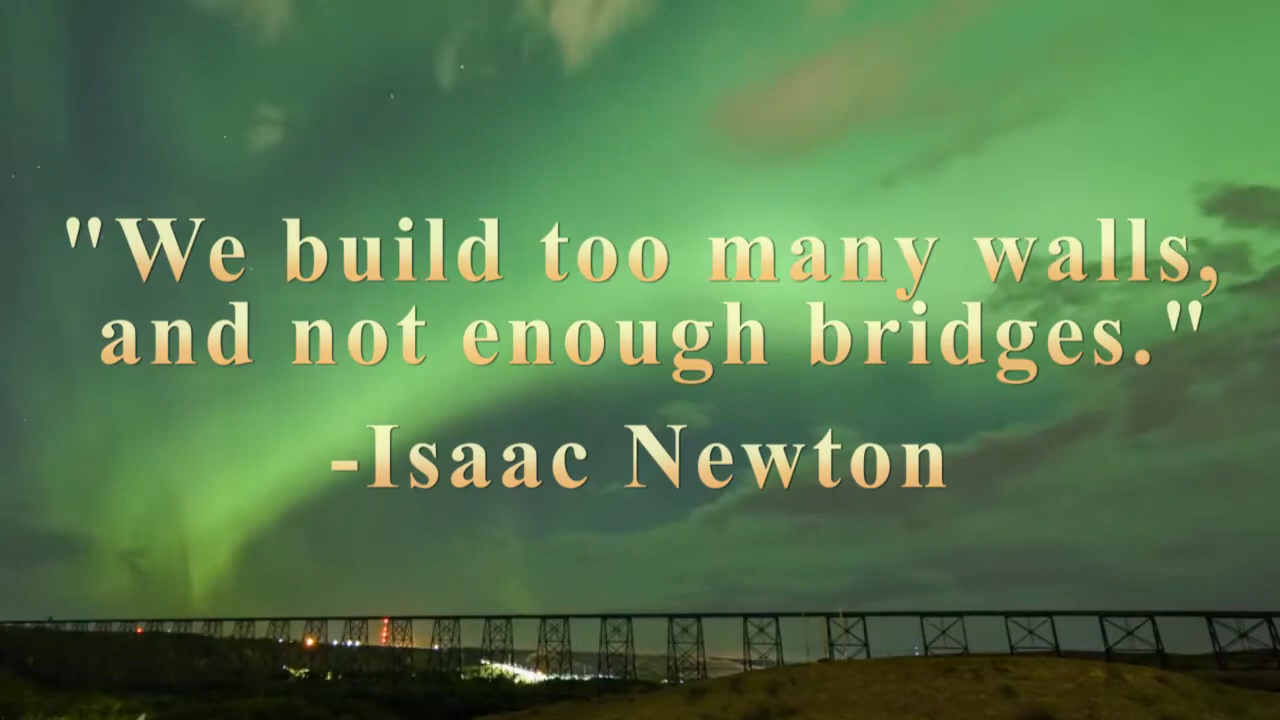 "We build too many walls,
and not enough bridges."
-Isaac Newton